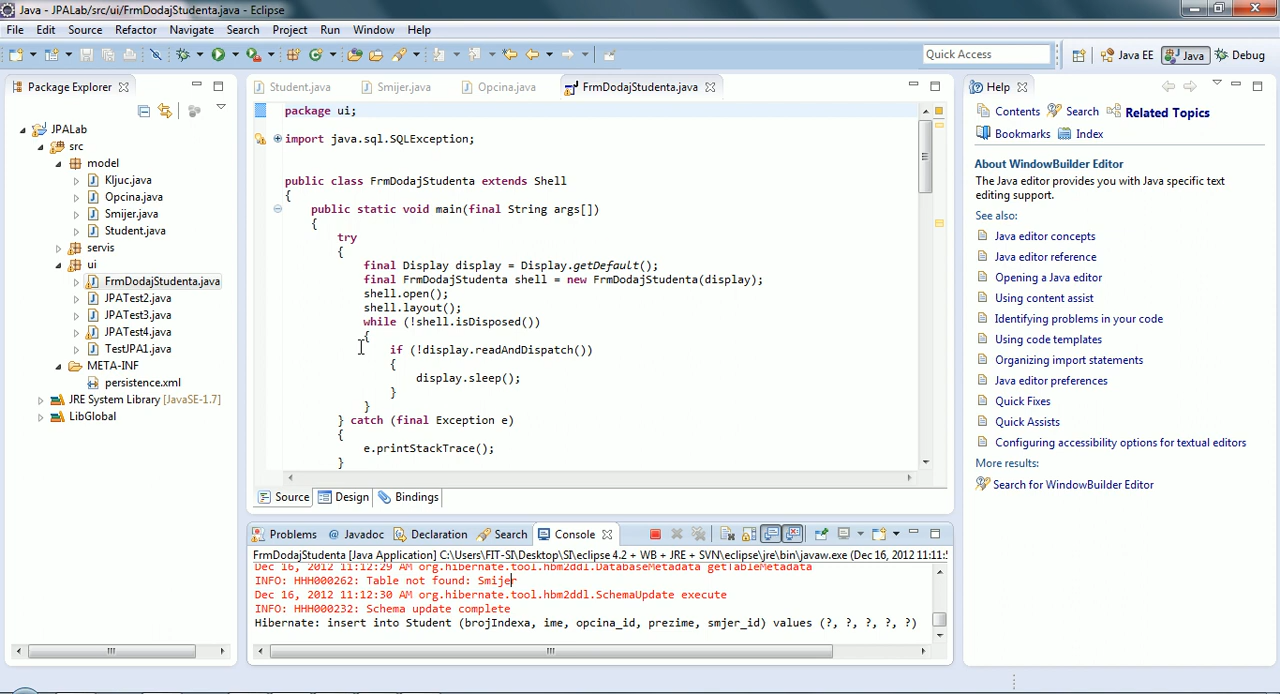 Java - JPALab/src/ui/FrmDodajStudenta.java - Eclipse
File Edit Source Refactor Navigate Search Project Run Window Help
Quick Access
Java EE
Java
Debug
Package Explorer
JPALab
src
model
Kljuc.java
Opcina.java
Smijer.java
Student.java
servis
ui
FrmDodajStudenta.java
JPATest2.java
JPATest3.java
JPATest4.java
TestJPA1.java
META-INF
persistence.xml
JRE System Library [JavaSE-1.7]
LibGlobal
Student.java
Smijer.java
Opcina.java
FrmDodajStudenta.java
package ui;
import java.sql.SQLException;
public class FrmDodajStudenta extends Shell
{
public static void main(final String args[])
{
try
{
final Display display = Display.getDefault();
final FrmDodajStudenta shell = new FrmDodajStudenta(display);
shell.open();
shell.layout();
while (!shell.isDisposed())
{
if (!display.readAndDispatch())
{
display.sleep();
}
}
} catch (final Exception e)
{
e.printStackTrace();
}
Source Design Bindings
Problems @ Javadoc Declaration Search Console
FrmDodajStudenta [Java Application] C:\Users\FIT-SI\Desktop\SI\eclipse 4.2 + WB + JRE + SVN\eclipse\jre\bin\javaw.exe (Dec 16, 2012 11:11:
Dec 16, 2012 11:12:29 AM org.hibernate.tool.hbm2ddl.DatabaseMetadata getTableMetadata
INFO: HHH000262: Table not found: Smijer
Dec 16, 2012 11:12:30 AM org.hibernate.tool.hbm2ddl.SchemaUpdate execute
INFO: HHH000232: Schema update complete
Hibernate: insert into Student (brojIndexa, ime, opcina_id, prezime, smjer_id) values (?, ?, ?, ?, ?)
Help
Contents Search Related Topics
Bookmarks Index
About WindowBuilder Editor
The Java editor provides you with Java specific text
editing support.
See also:
Java editor concepts
Java editor reference
Opening a Java editor
Using content assist
Identifying problems in your code
Using code templates
Organizing import statements
Java editor preferences
Quick Fixes
Quick Assists
Configuring accessibility options for textual editors
More results:
Search for WindowBuilder Editor